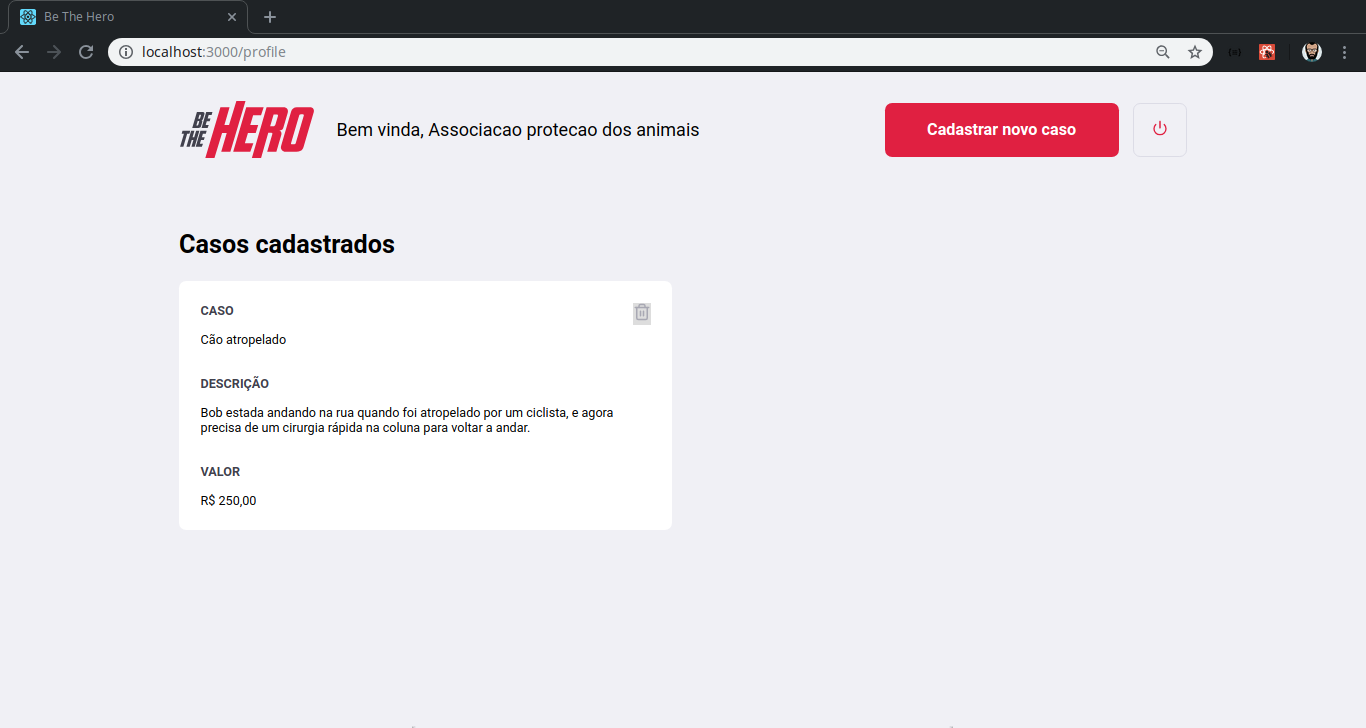 Be The Hero
localhost:3000/profile
BE THE HERO
Bem vinda, Associacao protecao dos animais
Cadastrar novo caso
Casos cadastrados
CASO
Cão atropelado
DESCRIÇÃO
Bob estada andando na rua quando foi atropelado por um ciclista, e agora
precisa de um cirurgia rápida na coluna para voltar a andar.
VALOR
R$ 250,00